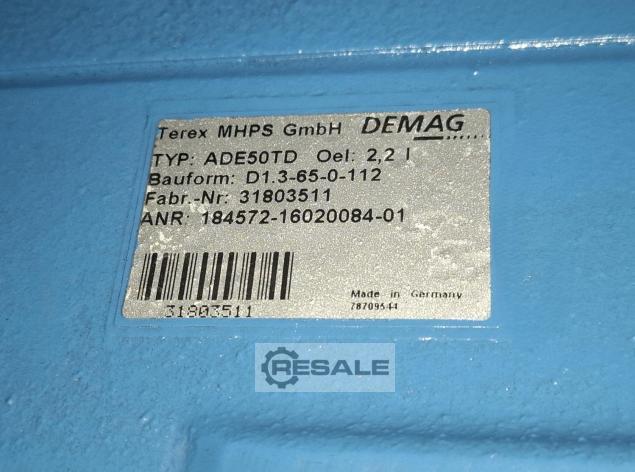 Terex MHPS GmbH DEMAG
TYP: ADE50TD Oel: 2,2 l
Bauform: D1.3-65-0-112
Fabr.-Nr: 31803511
ANR: 184572-16020084-01
31803511
Made in Germany
78709544
RESALE